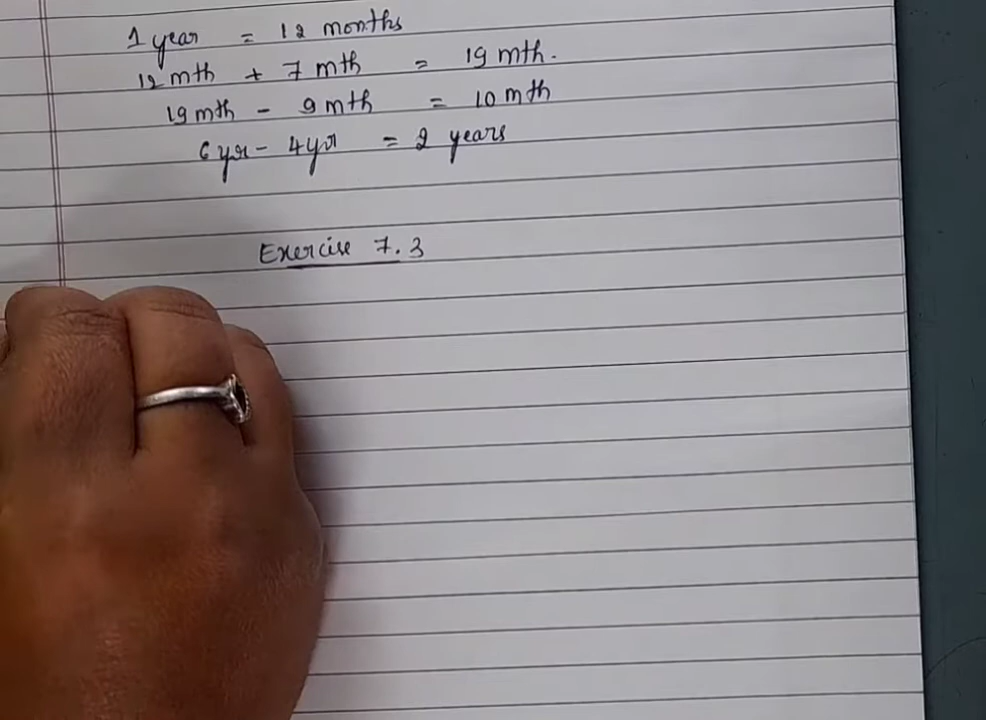 1 year = 12 months
12 mth + 7 mth = 19 mth.
19 mth - 9 mth = 10 mth
6 yr - 4 yr = 2 years
Exercise 7.3